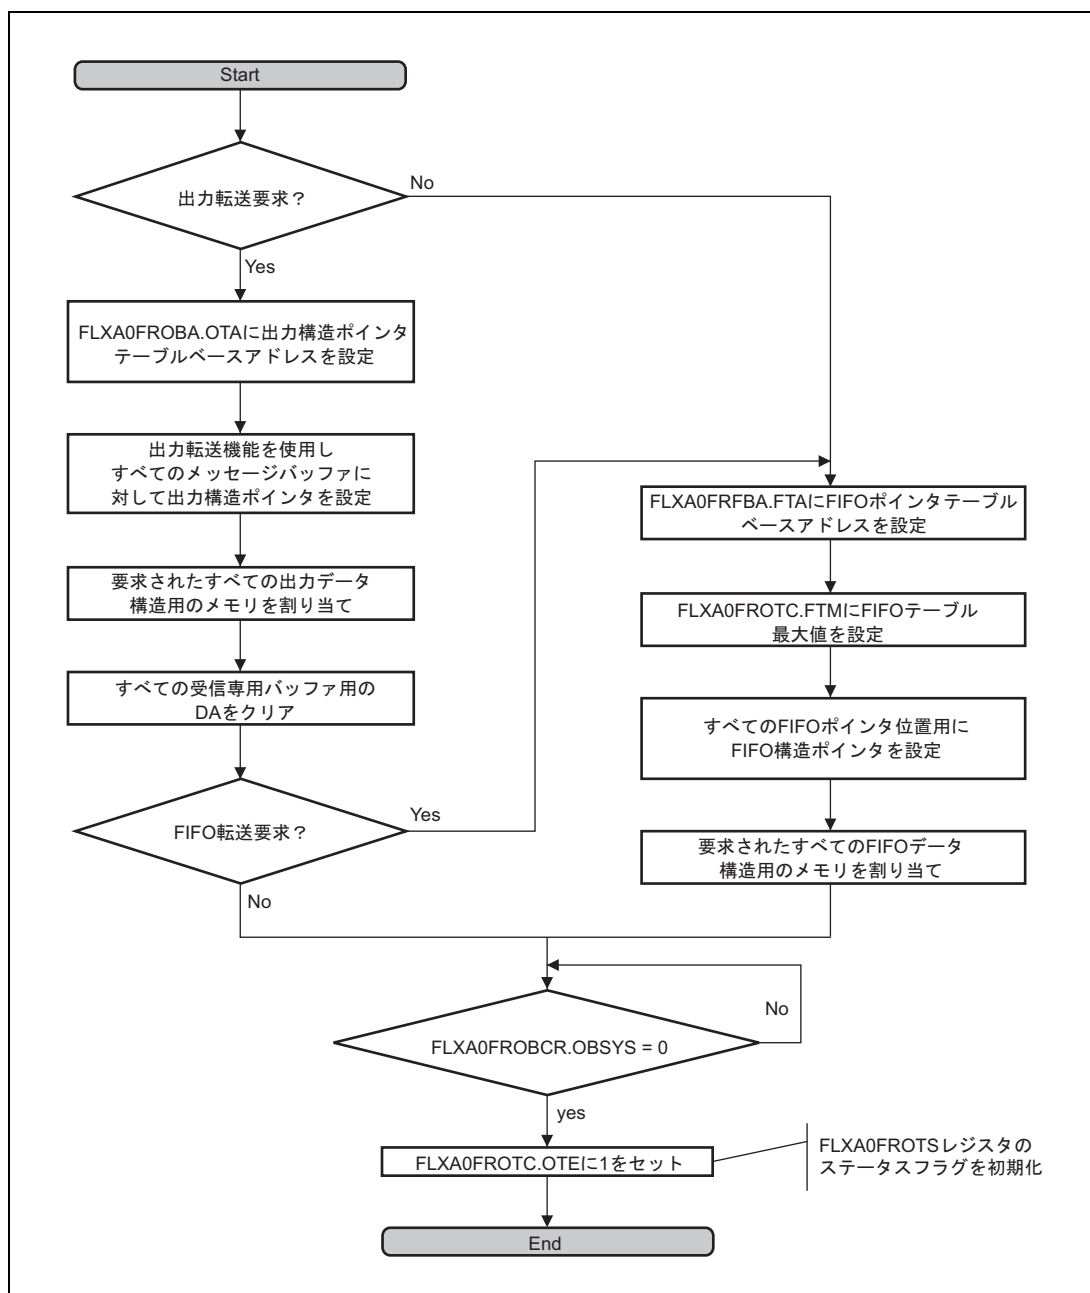 Start
出力転送要求？
No
Yes
FLXA0FROBA.OTAに出力構造ポインタ
テーブルベースアドレスを設定
出力転送機能を使用し
すべてのメッセージバッファに
対して出力構造ポインタを設定
要求されたすべての出力データ
構造用のメモリを割り当て
すべての受信専用バッファ用の
DAをクリア
FIFO転送要求？
Yes
No
FLXA0FRFBA.FTAにFIFOポインタテーブル
ベースアドレスを設定
FLXA0FROTC.FTMにFIFOテーブル
最大値を設定
すべてのFIFOポインタ位置用に
FIFO構造ポインタを設定
要求されたすべてのFIFOデータ
構造用のメモリを割り当て
No
FLXA0FROBCR.OBSYS = 0
yes
FLXA0FROTC.OTEに1をセット
FLXA0FROTSレジスタの
ステータスフラグを初期化
End